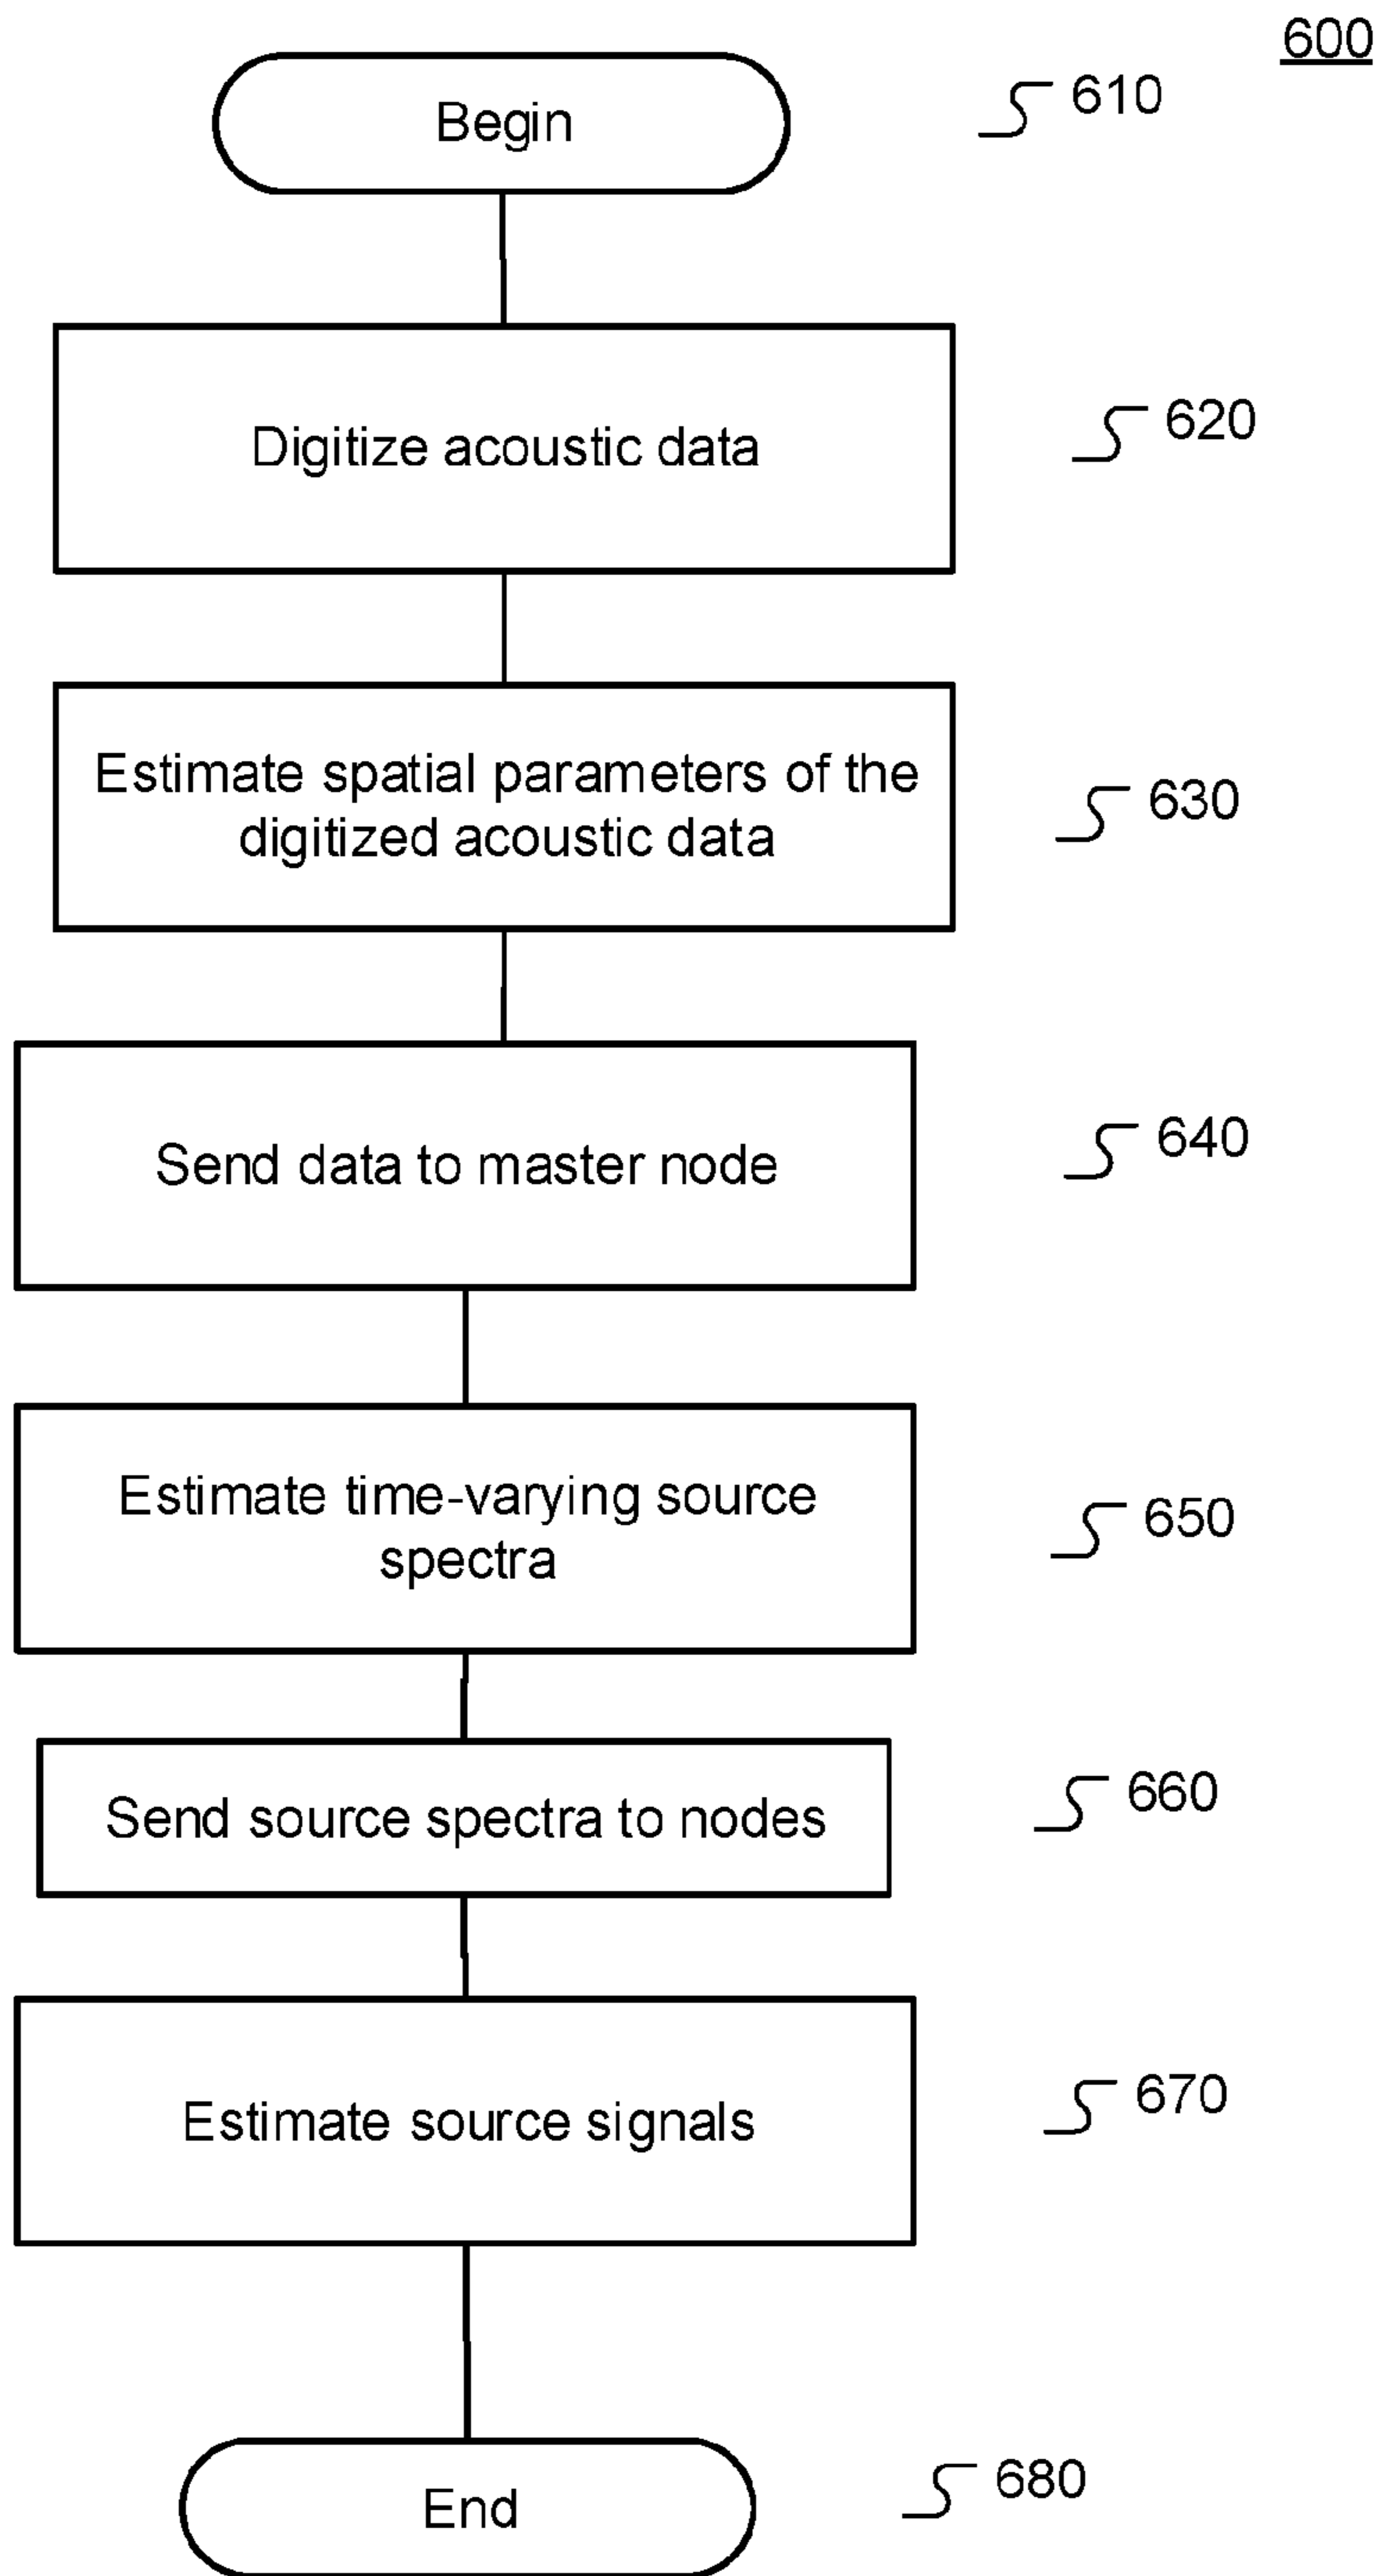 600
Begin
610
Digitize acoustic data
620
Estimate spatial parameters of the
digitized acoustic data
630
Send data to master node
640
Estimate time-varying source
spectra
650
Send source spectra to nodes
660
Estimate source signals
670
End
680